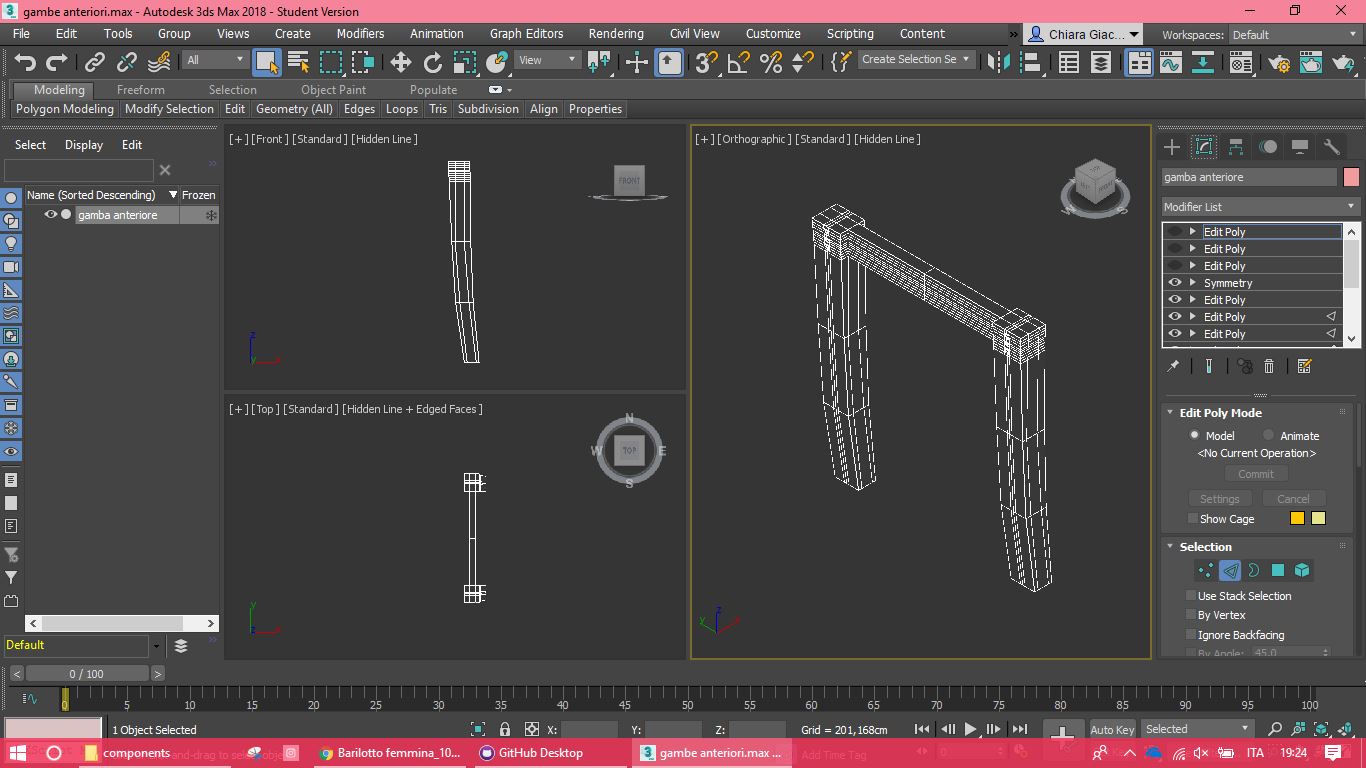 gambe anteriori.max - Autodesk 3ds Max 2018 - Student Version
File Edit Tools Group Views Create Modifiers Animation Graph Editors Rendering Civil View Customize Scripting Content » Chiara Giac... Workspaces: Default
All View Create Selection Se
Modeling Freeform Selection Object Paint Populate
Polygon Modeling Modify Selection Edit Geometry (All) Edges Loops Tris Subdivision Align Properties
Select Display Edit
Name (Sorted Descending) Frozen
gamba anteriore
Default
[+] [Front] [Standard] [Hidden Line]
FRONT
z
x
[+] [Top] [Standard] [Hidden Line + Edged Faces]
N
W TOP E
S
y
z x
[+] [Orthographic] [Standard] [Hidden Line]
TOP
W S
z
y
gamba anteriore
Modifier List
Edit Poly
Edit Poly
Edit Poly
Symmetry
Edit Poly
Edit Poly
Edit Poly
Edit Poly Mode
Model Animate
<No Current Operation>
Commit
Settings Cancel
Show Cage
Selection
Use Stack Selection
By Vertex
Ignore Backfacing
By Angle: 45,0
< 0 / 100 >
0 5 10 15 20 25 30 35 40 45 50 55 60 65 70 75 80 85 90 95 100
1 Object Selected X: Y: Z: Grid = 201,168cm Auto Key Selected
Add Time Tag
components Barilotto femmina_10... GitHub Desktop gambe anteriori.max ... ITA 19:24